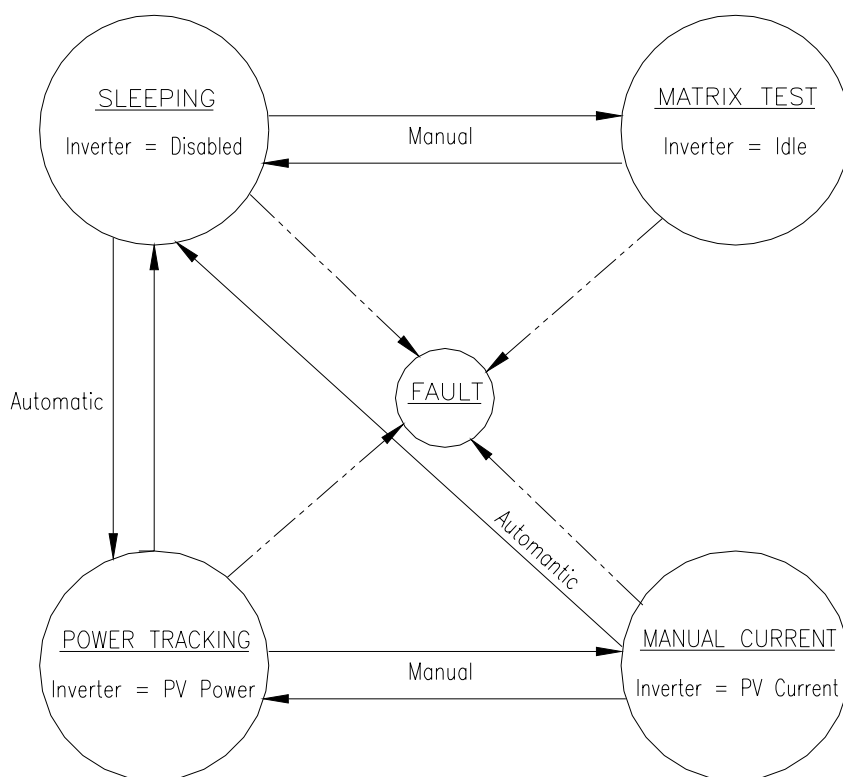 SLEEPING
Inverter = Disabled
MATRIX TEST
Inverter = Idle
Manual
FAULT
Automatic
Automantic
POWER TRACKING
Inverter = PV Power
MANUAL CURRENT
Inverter = PV Current
Manual